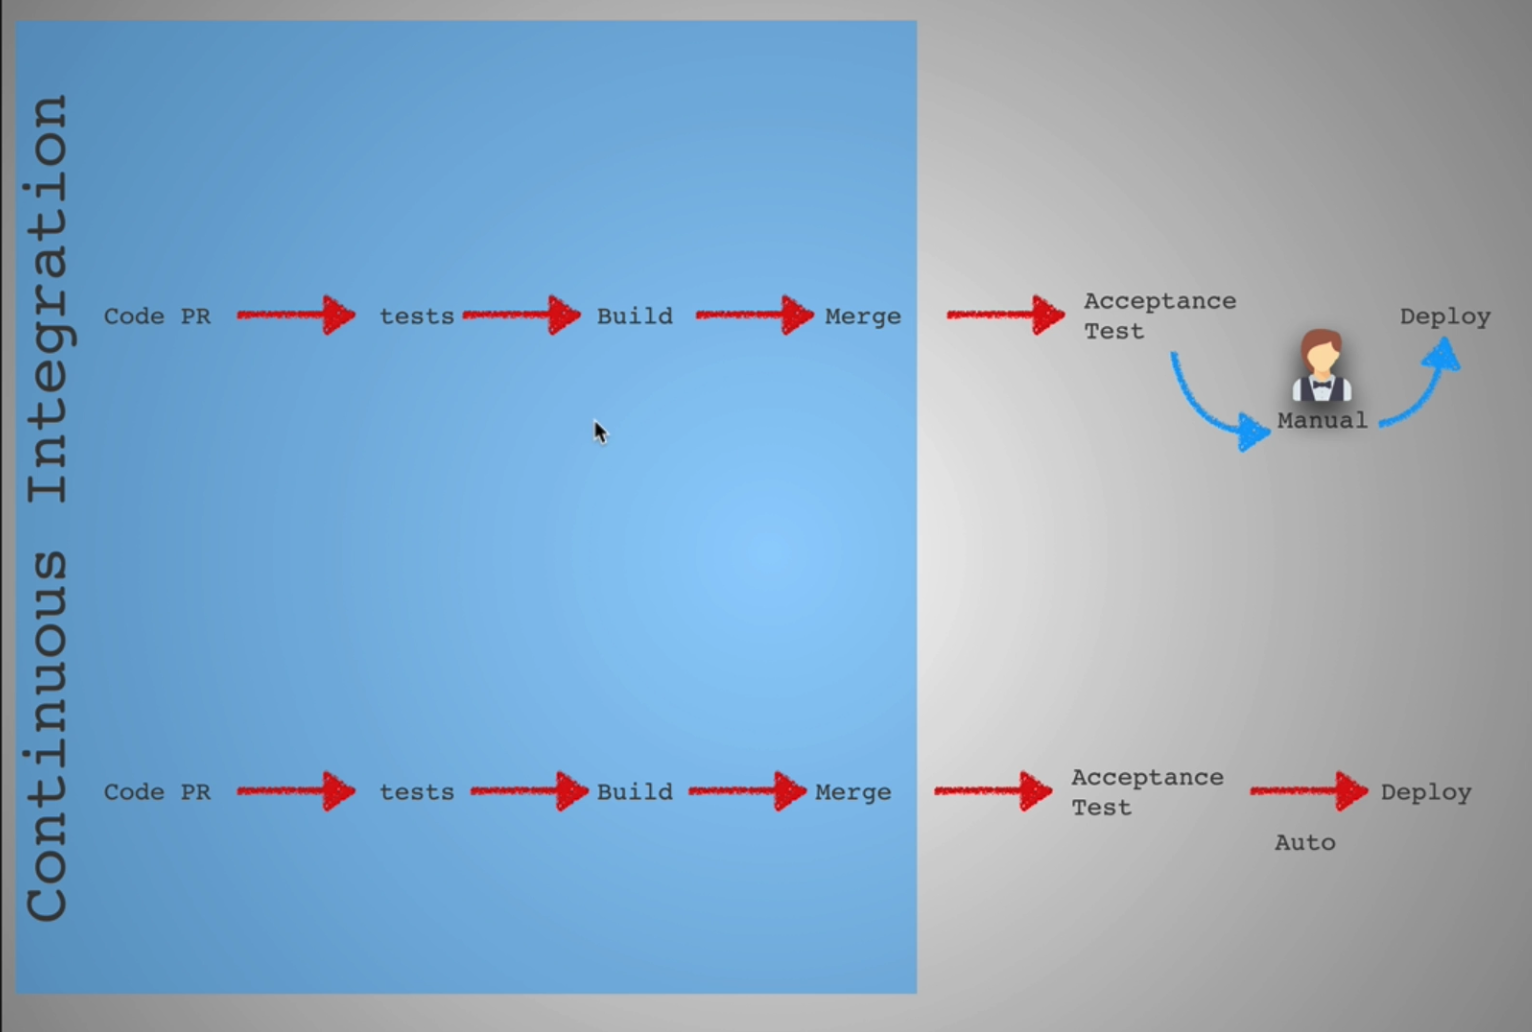 Continuous Integration
Code PR tests Build Merge Acceptance Test Deploy
Manual
Code PR tests Build Merge Acceptance Test Deploy
Auto